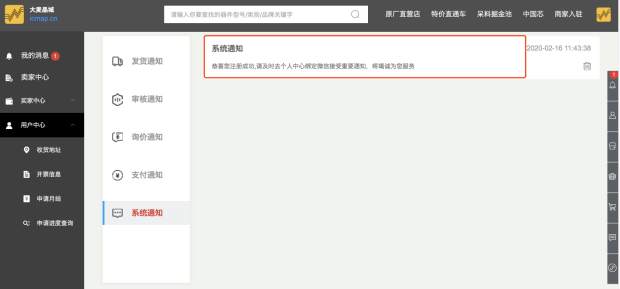 大麦晶城
icmap.cn
请输入你要查找的器件型号/类别/品牌关键字
原厂直营店 特价直通车 呆料掘金池 中国芯 商家入驻
我的消息 1
卖家中心
买家中心
用户中心
收货地址
开票信息
申请月结
申请进度查询
发货通知
审核通知
询价通知
支付通知
系统通知
系统通知
2020-02-16 11:43:38
恭喜您注册成功,请及时去个人中心绑定微信接受重要通知，将竭诚为您服务
1